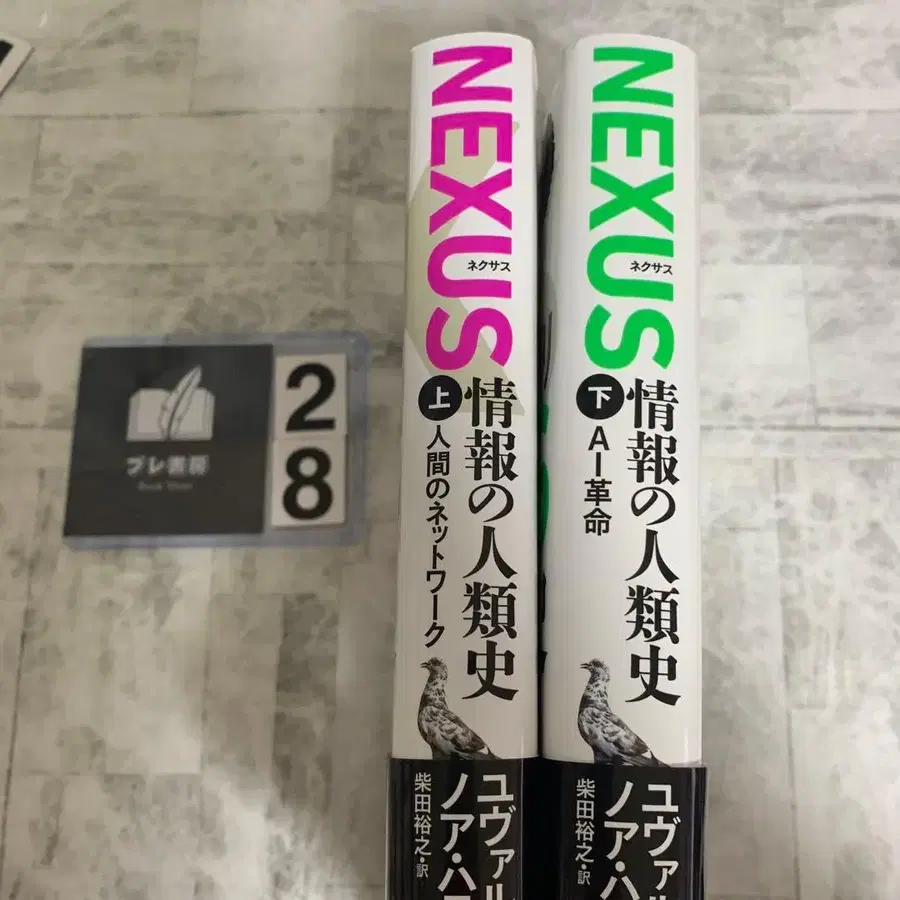 NEXUS
ネクサス
情報の人類史
上
人間のネットワーク
ユヴァル
ノア・ハラ
柴田裕之・訳
NEXUS
ネクサス
情報の人類史
下
AI革命
ユヴァル
ノア・ハ
柴田裕之・訳
ブレ書房
2
8